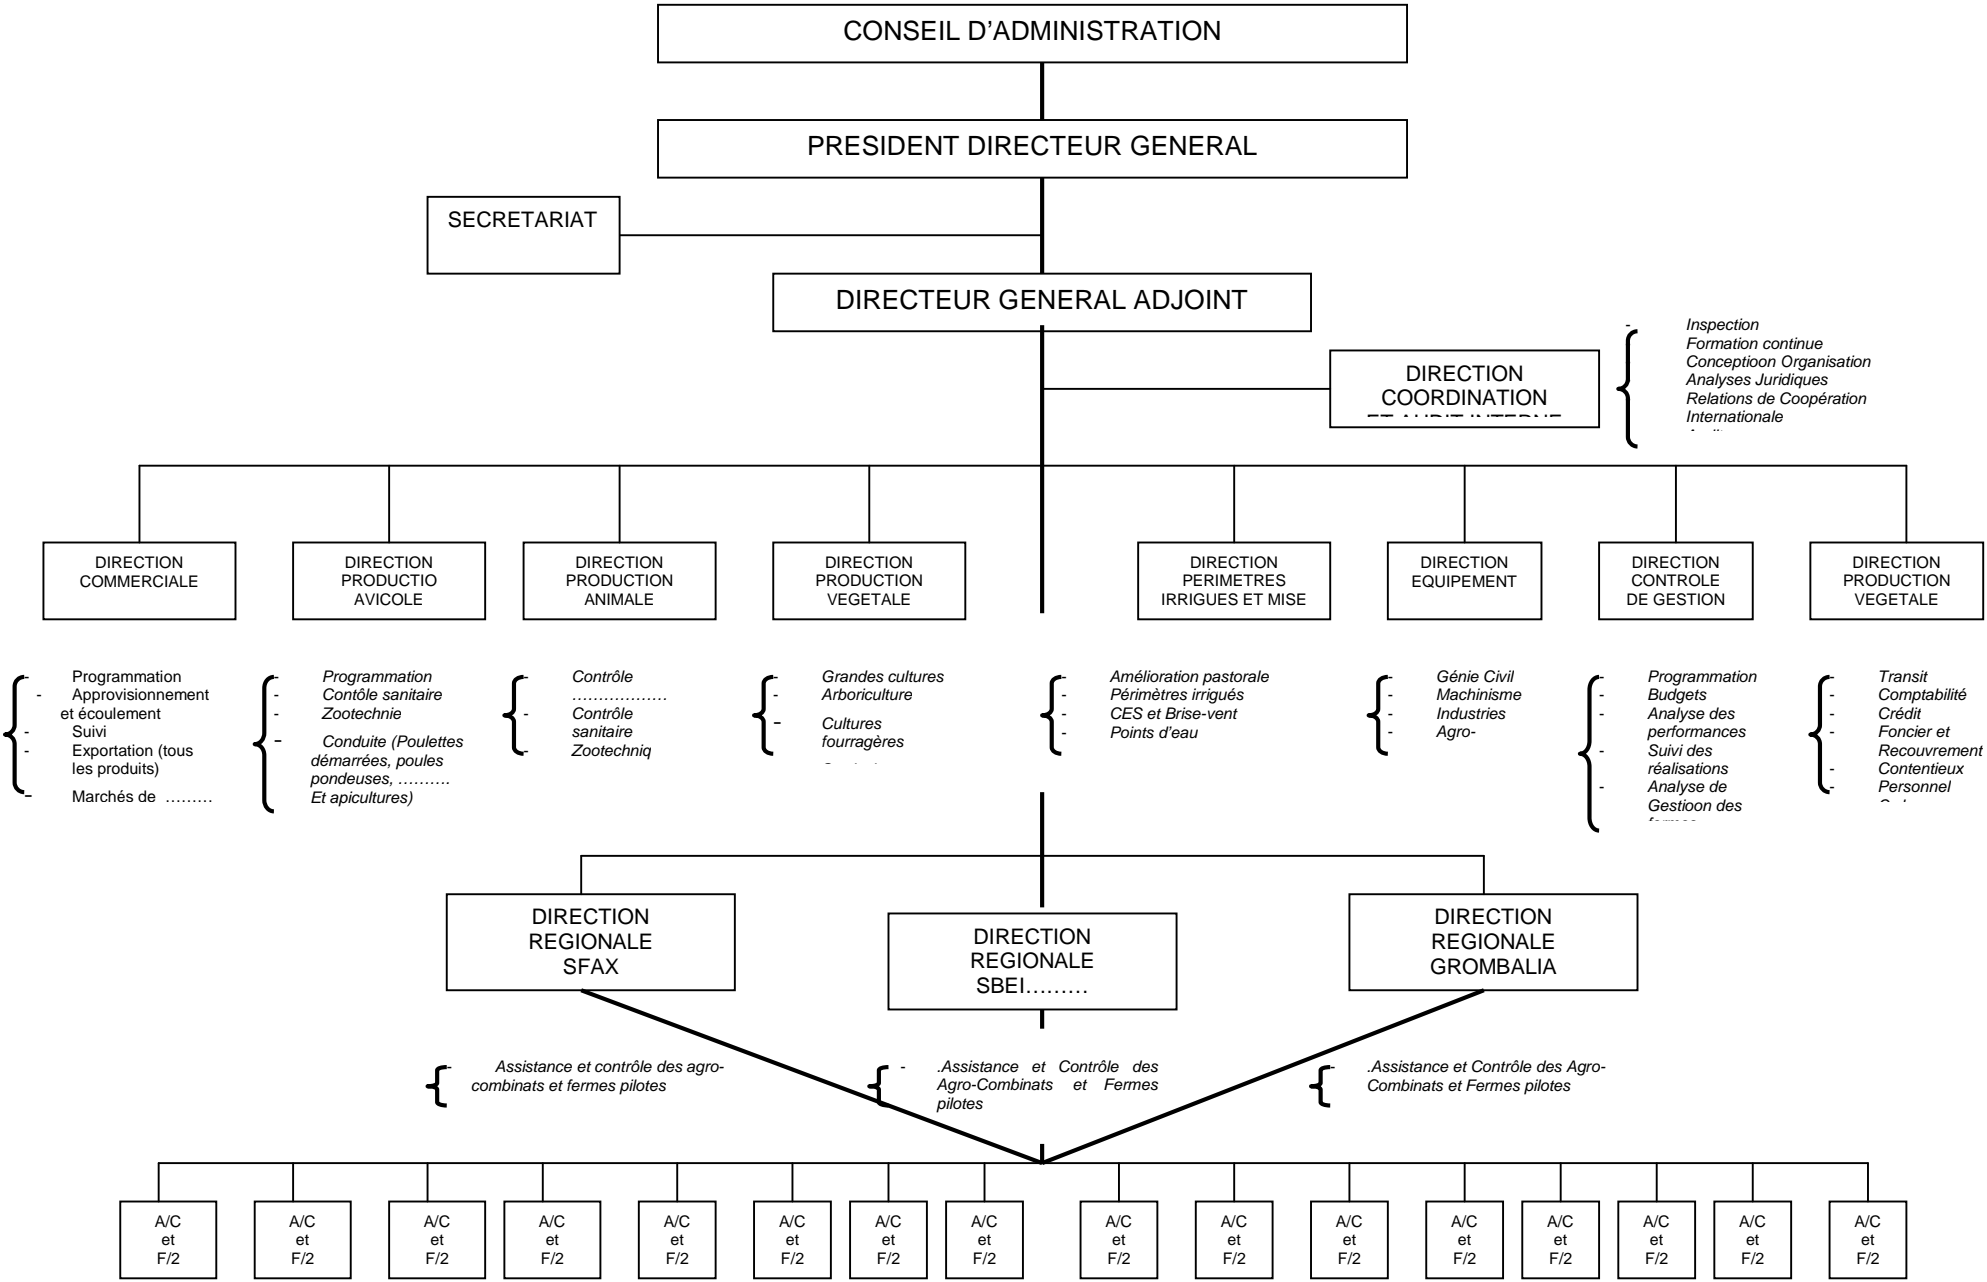 CONSEIL D'ADMINISTRATION
PRESIDENT DIRECTEUR GENERAL
SECRETARIAT
DIRECTEUR GENERAL ADJOINT
DIRECTION
COORDINATION
ET AUDIT INTERNE
- Inspection
Formation continue
Conceptioon Organisation
Analyses Juridiques
Relations de Coopération
Internationale
DIRECTION
COMMERCIALE
DIRECTION
PRODUCTIO
AVICOLE
DIRECTION
PRODUCTION
ANIMALE
DIRECTION
PRODUCTION
VEGETALE
DIRECTION
PERIMETRES
IRRIGUES ET MISE
DIRECTION
EQUIPEMENT
DIRECTION
CONTROLE
DE GESTION
DIRECTION
PRODUCTION
VEGETALE
- Programmation
- Approvisionnement
et écoulement
- Suivi
- Exportation (tous
les produits)
- Marchés de ………
- Programmation
- Contôle sanitaire
- Zootechnie
- Conduite (Poulettes
démarrées, poules
pondeuses, ……….
Et apicultures)
- Contrôle
………………
- Contrôle
sanitaire
- Zootechniq
- Grandes cultures
- Arboriculture
- Cultures
fourragères
- Amélioration pastorale
- Périmètres irrigués
- CES et Brise-vent
- Points d'eau
- Génie Civil
- Machinisme
- Industries
- Agro-
- Programmation
- Budgets
- Analyse des
performances
- Suivi des
réalisations
- Analyse de
Gestioon des
- Transit
- Comptabilité
- Crédit
- Foncier et
Recouvrement
- Contentieux
- Personnel
DIRECTION
REGIONALE
SFAX
DIRECTION
REGIONALE
SBEI………
DIRECTION
REGIONALE
GROMBALIA
- Assistance et contrôle des agro-
combinats et fermes pilotes
- .Assistance et Contrôle des
Agro-Combinats et Fermes
pilotes
- .Assistance et Contrôle des Agro-
Combinats et Fermes pilotes
A/C
et
F/2
A/C
et
F/2
A/C
et
F/2
A/C
et
F/2
A/C
et
F/2
A/C
et
F/2
A/C
et
F/2
A/C
et
F/2
A/C
et
F/2
A/C
et
F/2
A/C
et
F/2
A/C
et
F/2
A/C
et
F/2
A/C
et
F/2
A/C
et
F/2
A/C
et
F/2